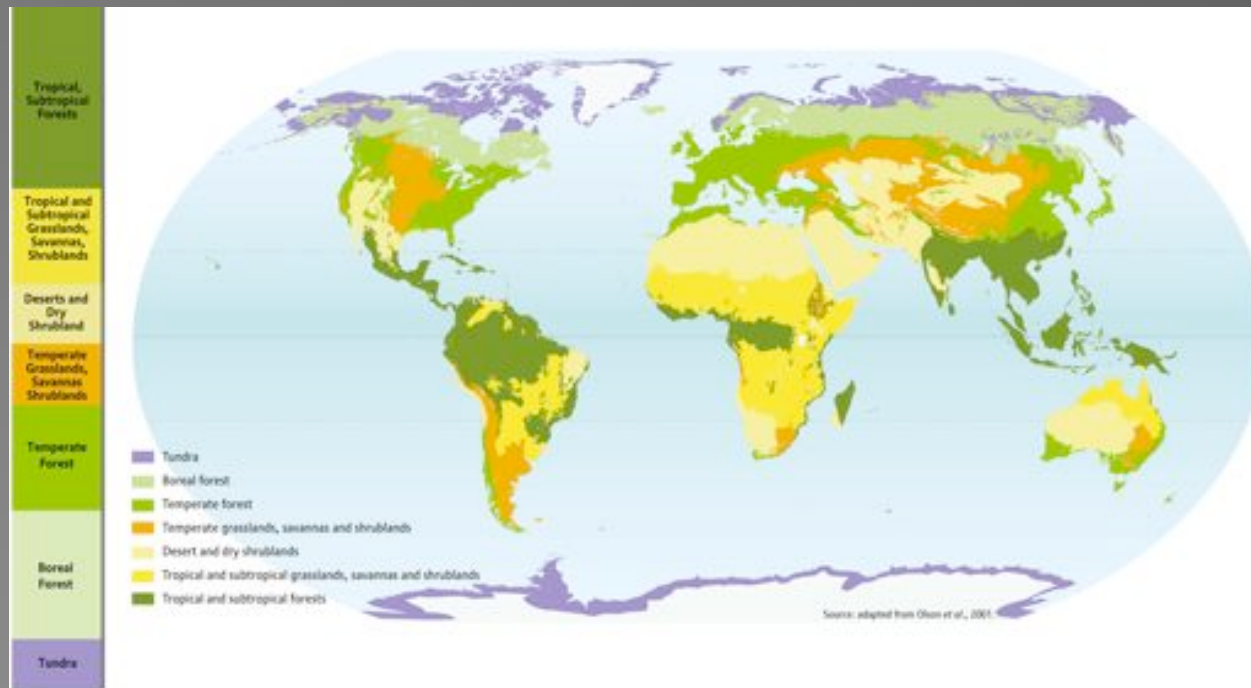 Tropical,
Subtropical
Forests
Tropical and
Subtropical
Grasslands,
Savannas,
Shrublands
Deserts and
Dry
Shrubland
Temperate
Grasslands,
Savannas
Shrublands
Temperate
Forest
Boreal
Forest
Tundra
Tundra
Boreal forest
Temperate forest
Temperate grasslands, savannas and shrublands
Desert and dry shrublands
Tropical and subtropical grasslands, savannas and shrublands
Tropical and subtropical forests
Source: adapted from Olson et al., 2001.